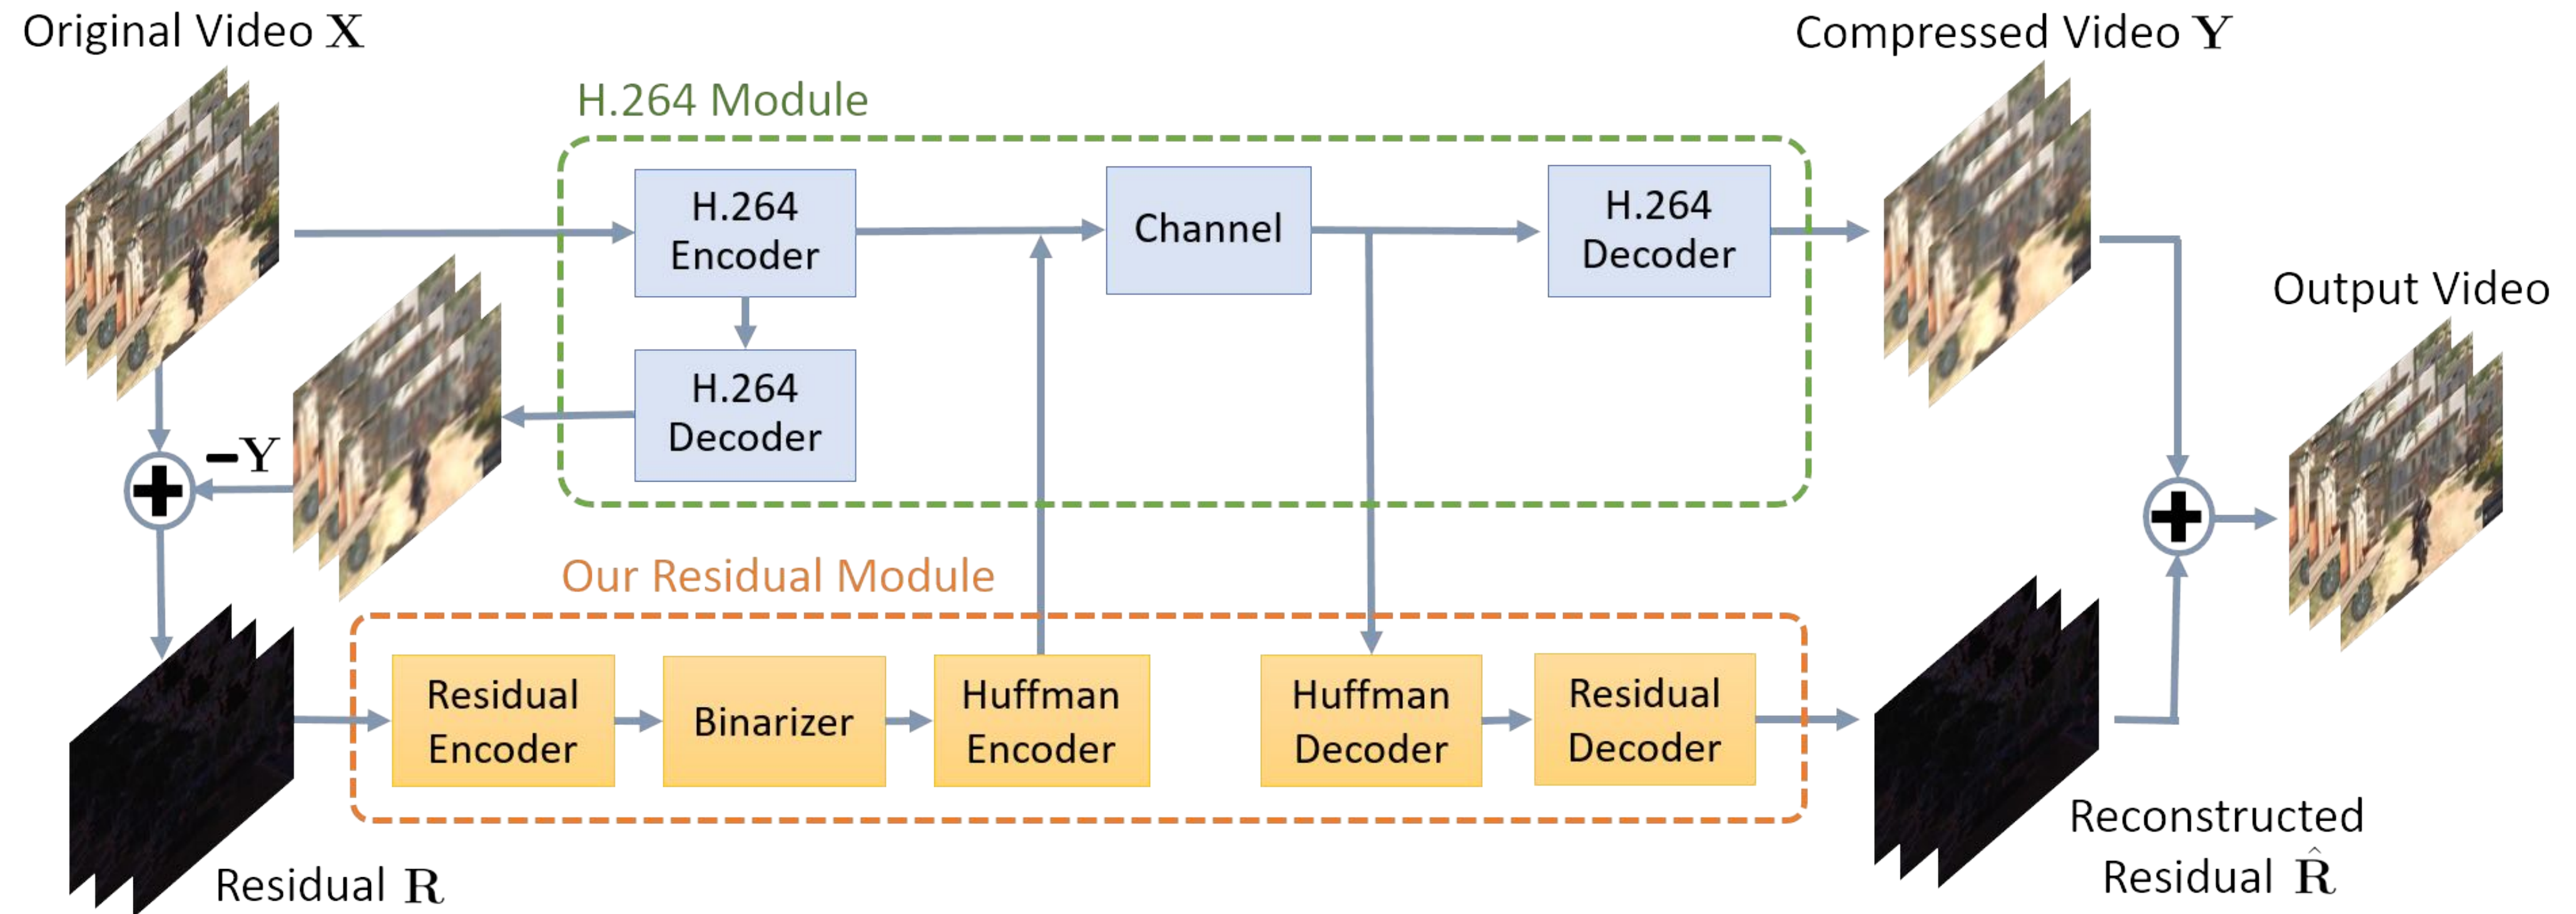 Original Video X
Compressed Video Y
H.264 Module
H.264
Encoder
Channel
H.264
Decoder
Output Video
H.264
Decoder
−Y
+
+
Our Residual Module
Residual
Encoder
Binarizer
Huffman
Encoder
Huffman
Decoder
Residual
Decoder
Residual R
Reconstructed
Residual R̂